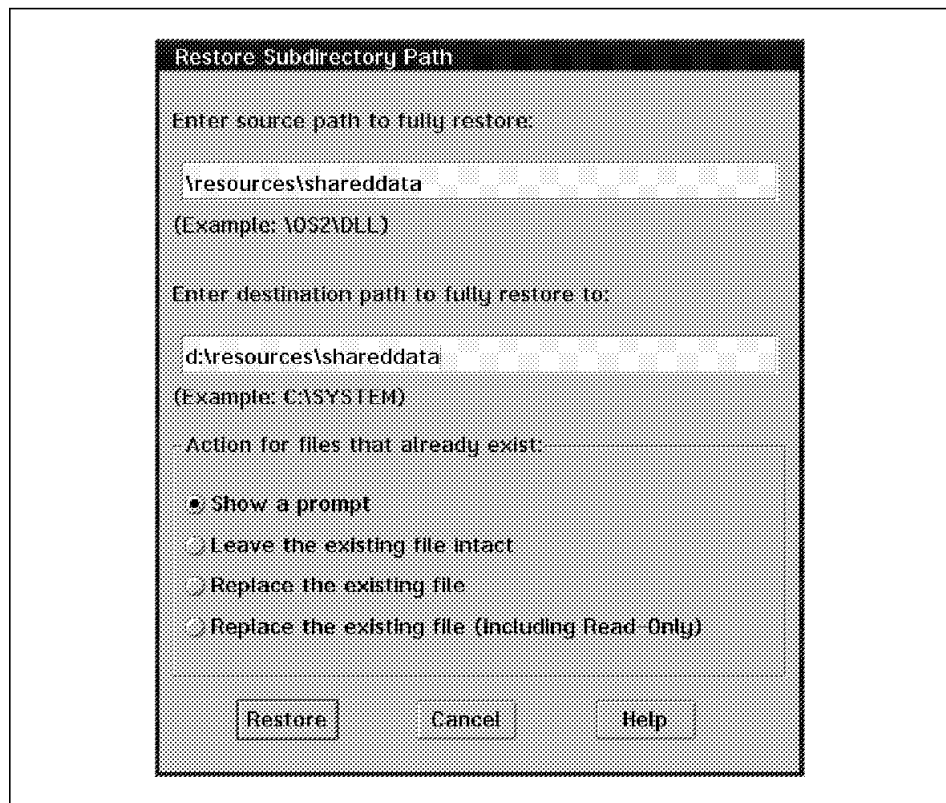 Restore Subdirectory Path
Enter source path to fully restore:
\resources\shareddata
(Example: \OS2\DLL)
Enter destination path to fully restore to:
d:\resources\shareddata
(Example: C:\SYSTEM)
Action for files that already exist:
Show a prompt
Leave the existing file intact
Replace the existing file
Replace the existing file (including Read-Only)
Restore Cancel Help